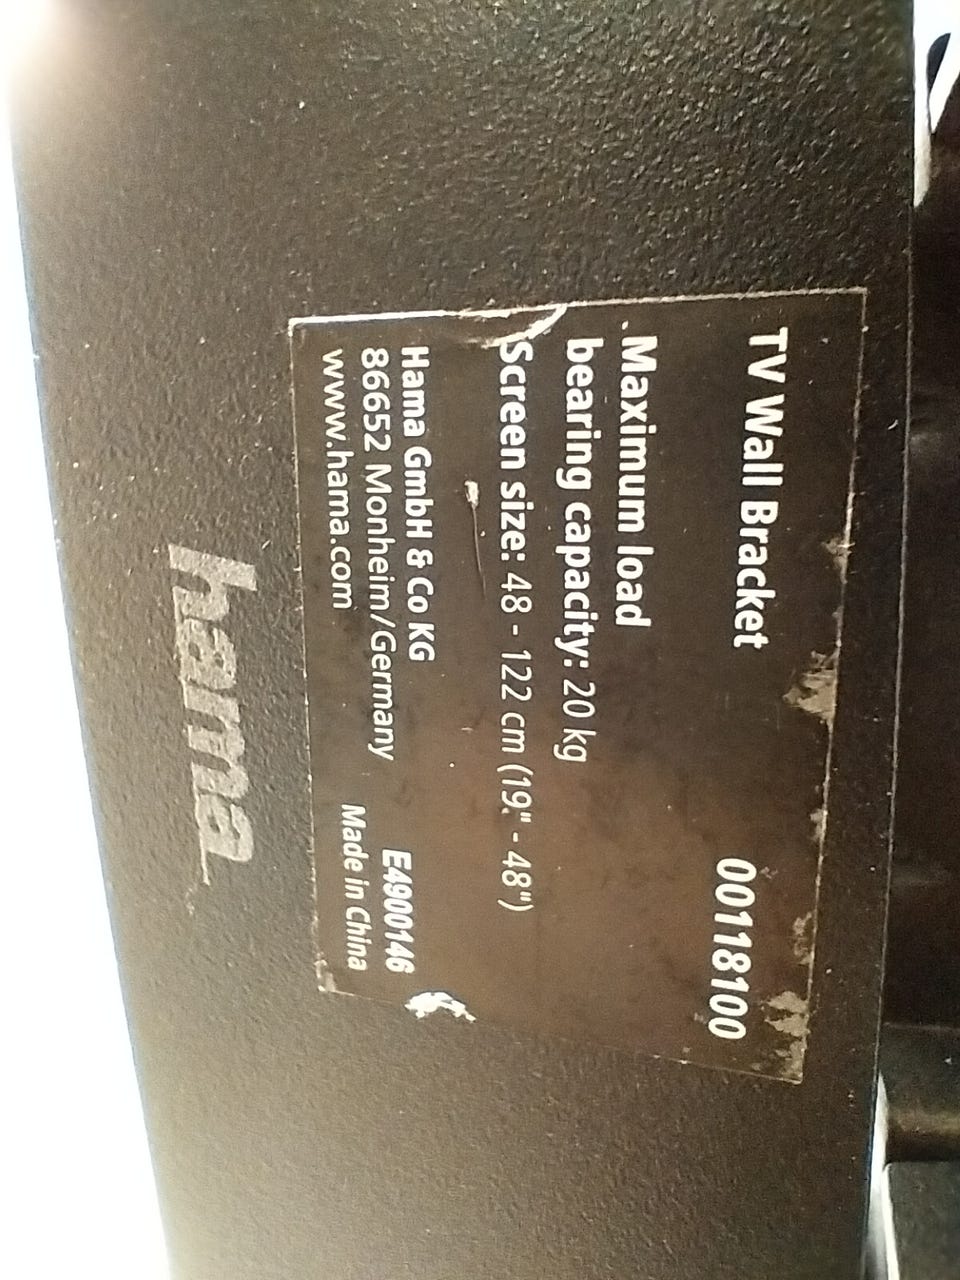 TV Wall Bracket 00118100
Maximum load
bearing capacity: 20 kg
Screen size: 48 - 122 cm (19" - 48")
Hama GmbH & Co KG
86652 Monheim/Germany E4900146
www.hama.com Made in China
hama